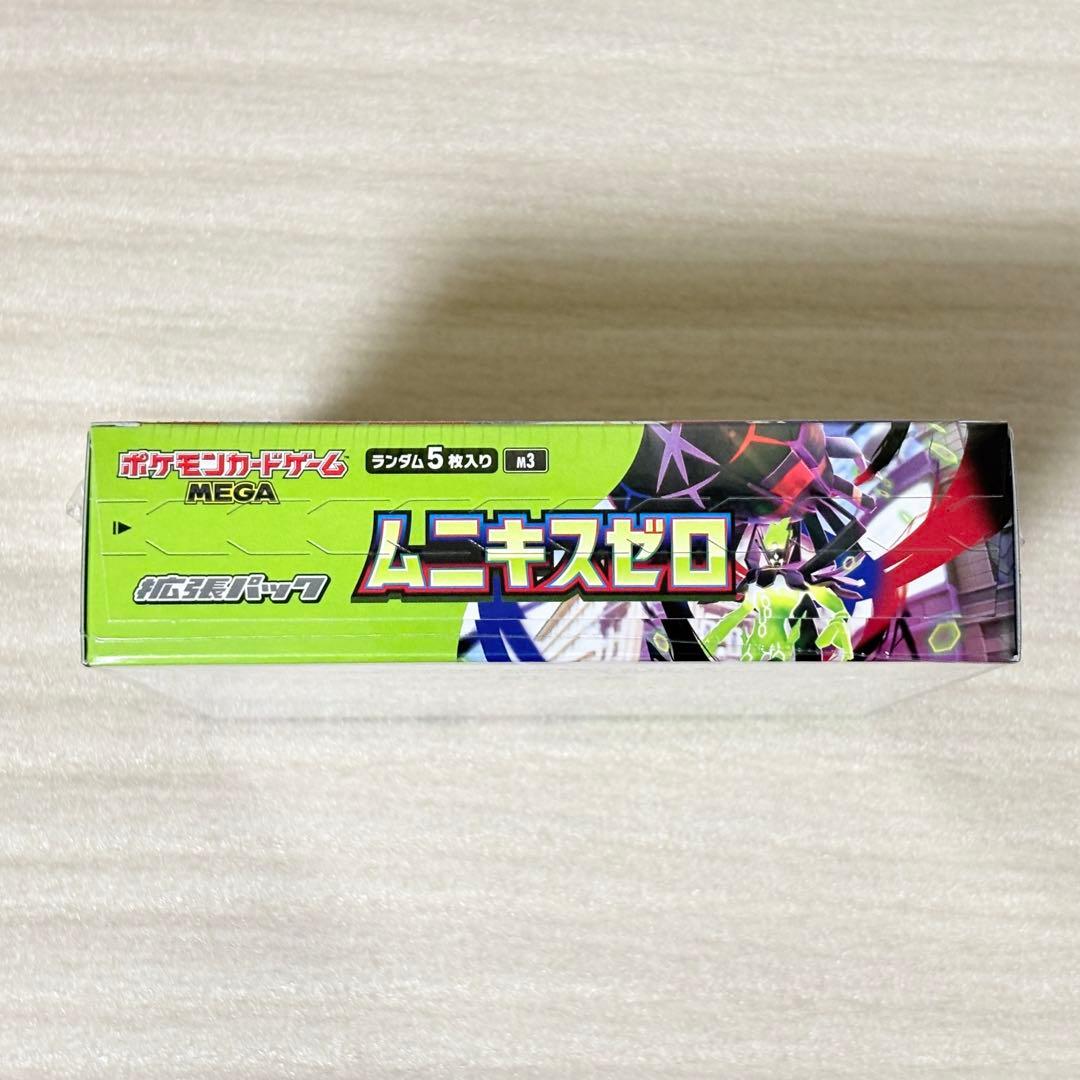 ポケモンカードゲーム
MEGA
ランダム5枚入り
M3
ムニキスゼロ
拡張パック